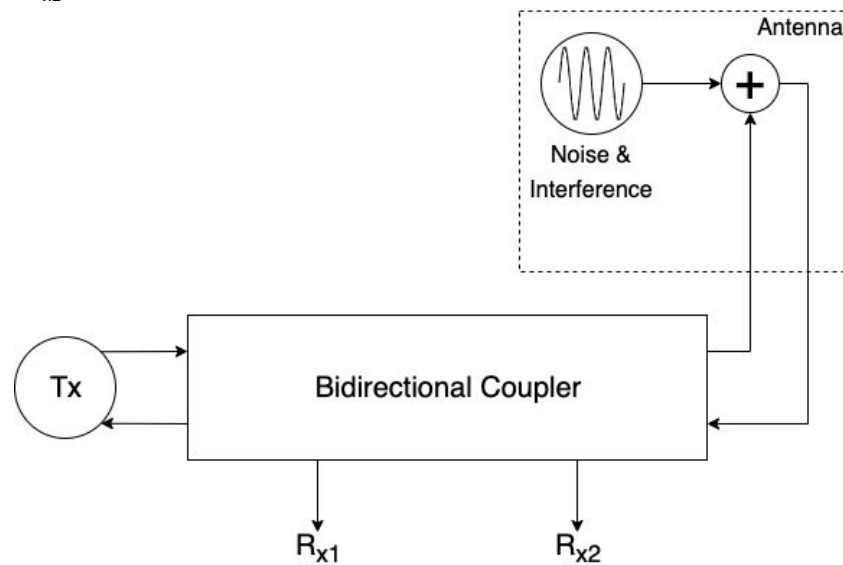 Antenna
Noise &
Interference
+
Tx
Bidirectional Coupler
Rx1
Rx2